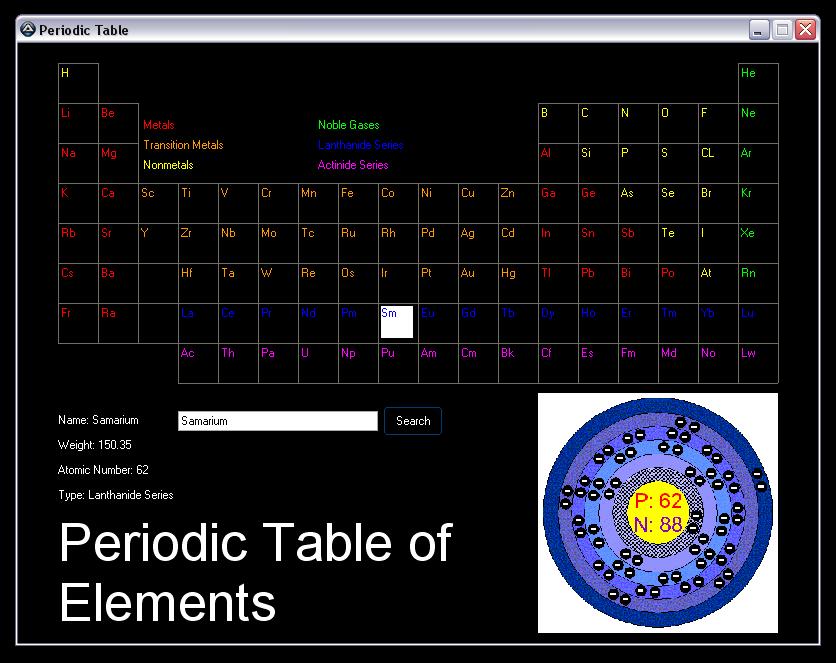 Periodic Table
H He
Li Be B C N O F Ne
Metals Noble Gases
Transition Metals Lanthanide Series
Na Mg Al Si P S CL Ar
Nonmetals Actinide Series
K Ca Sc Ti V Cr Mn Fe Co Ni Cu Zn Ga Ge As Se Br Kr
Rb Sr Y Zr Nb Mo Tc Ru Rh Pd Ag Cd In Sn Sb Te I Xe
Cs Ba Hf Ta W Re Os Ir Pt Au Hg Tl Pb Bi Po At Rn
Fr Ra La Ce Pr Nd Pm Sm Eu Gd Tb Dy Ho Er Tm Yb Lu
Ac Th Pa U Np Pu Am Cm Bk Cf Es Fm Md No Lw
Name: Samarium Samarium Search
Weight: 150.35
Atomic Number: 62
Type: Lanthanide Series
Periodic Table of
Elements
P: 62
N: 88